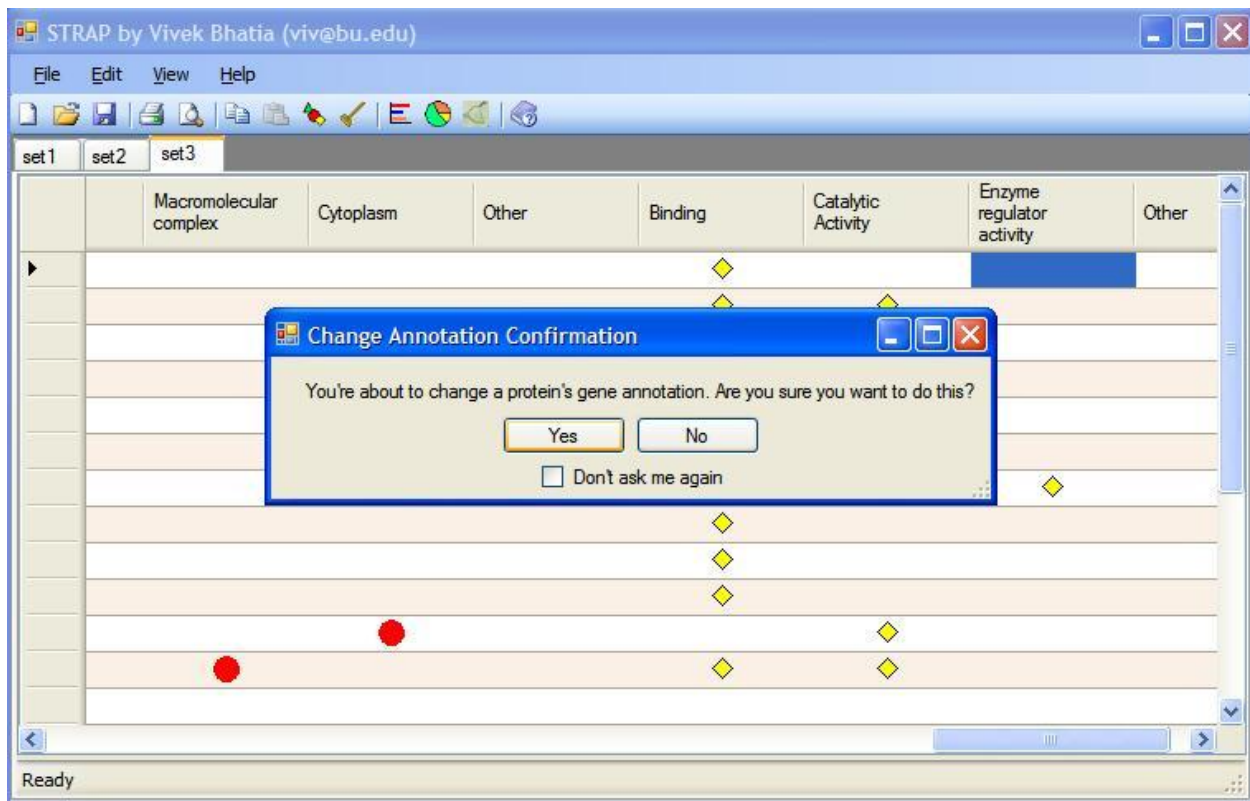 STRAP by Vivek Bhatia (viv@bu.edu)
File Edit View Help
set1 set2 set3
Macromolecular complex Cytoplasm Other Binding Catalytic Activity Enzyme regulator activity Other
Change Annotation Confirmation
You're about to change a protein's gene annotation. Are you sure you want to do this?
Yes No
Don't ask me again
Ready